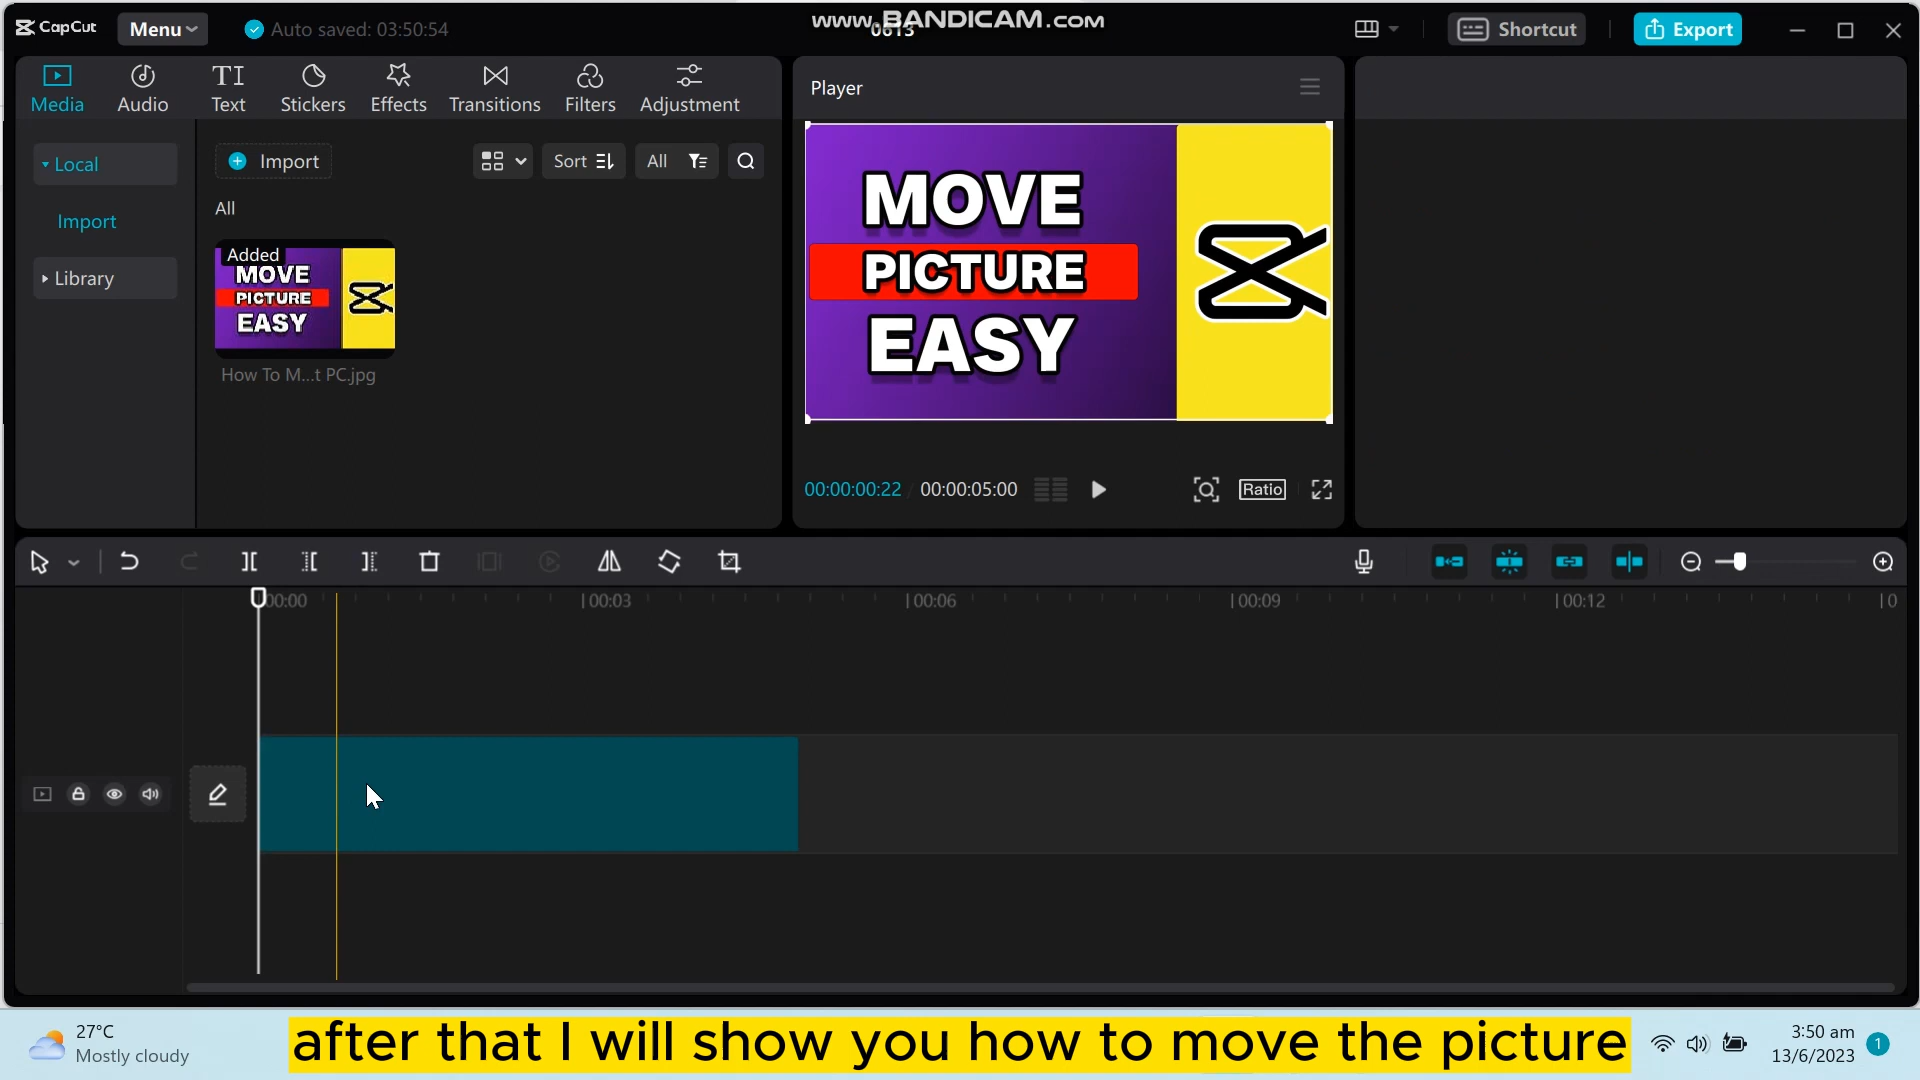 CapCut
Menu
Auto saved: 03:50:54
www.BANDICAM.com
0613
Shortcut
Export
Media
Audio
Text
Stickers
Effects
Transitions
Filters
Adjustment
Player
Local
Import
Sort
All
Import
Library
All
Added
MOVE
PICTURE
EASY
How To M...t PC.jpg
MOVE
PICTURE
EASY
00:00:00:22
00:00:05:00
Ratio
00:00
00:03
00:06
00:09
00:12
0
27°C
Mostly cloudy
after that I will show you how to move the picture
3:50 am
13/6/2023
1